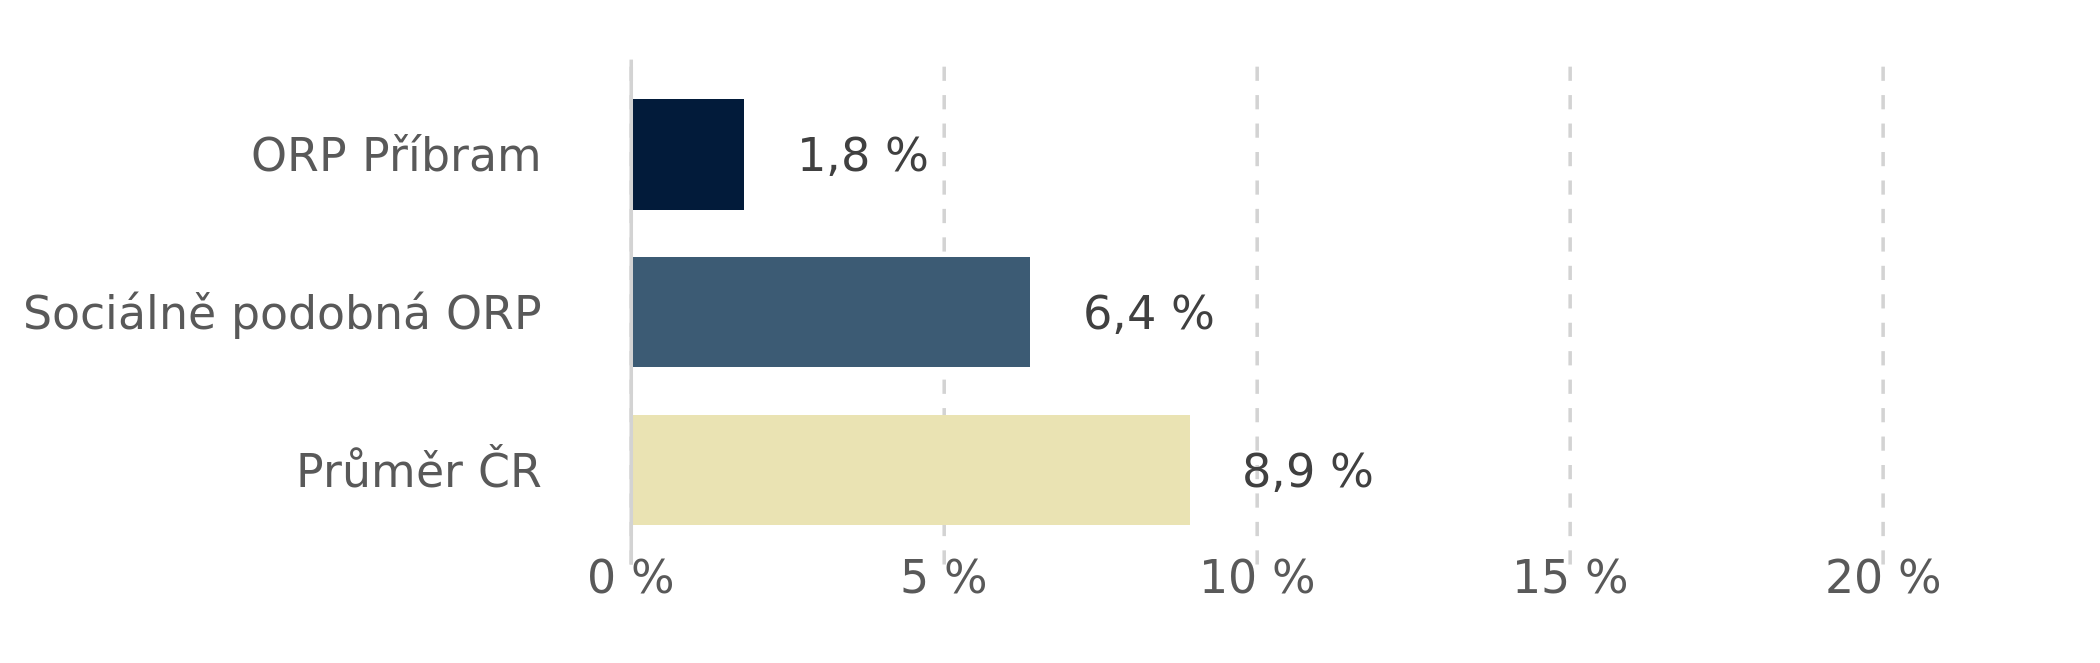 ORP Příbram
1,8 %
Sociálně podobná ORP
6,4 %
Průměr ČR
8,9 %
0 %
5 %
10 %
15 %
20 %